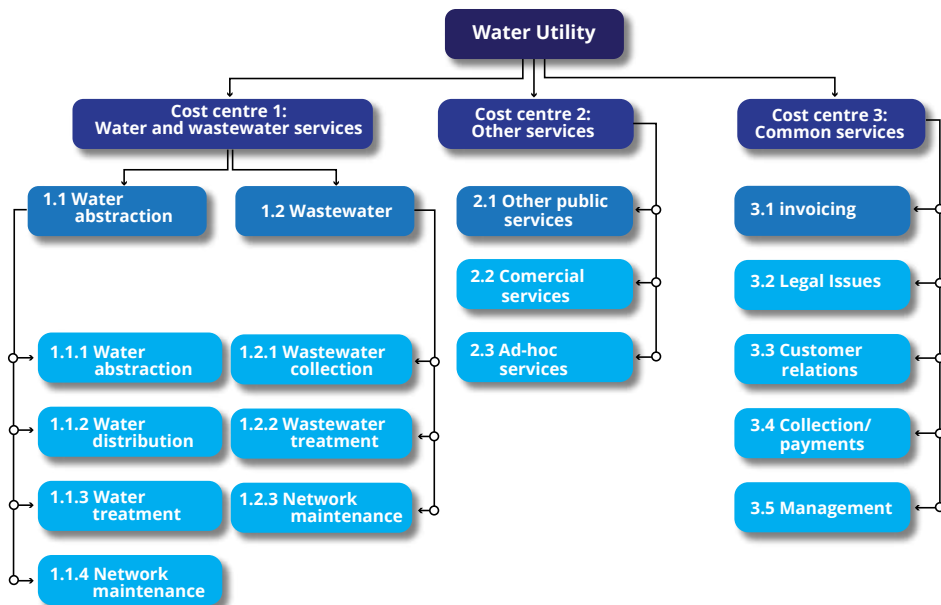 Water Utility
Cost centre 1:
Water and wastewater services
Cost centre 2:
Other services
Cost centre 3:
Common services
1.1 Water
abstraction
1.2 Wastewater
2.1 Other public
services
3.1 invoicing
2.2 Comercial
services
3.2 Legal Issues
1.1.1 Water
abstraction
1.2.1 Wastewater
collection
2.3 Ad-hoc
services
3.3 Customer
relations
1.1.2 Water
distribution
1.2.2 Wastewater
treatment
3.4 Collection/
payments
1.1.3 Water
treatment
1.2.3 Network
maintenance
3.5 Management
1.1.4 Network
maintenance